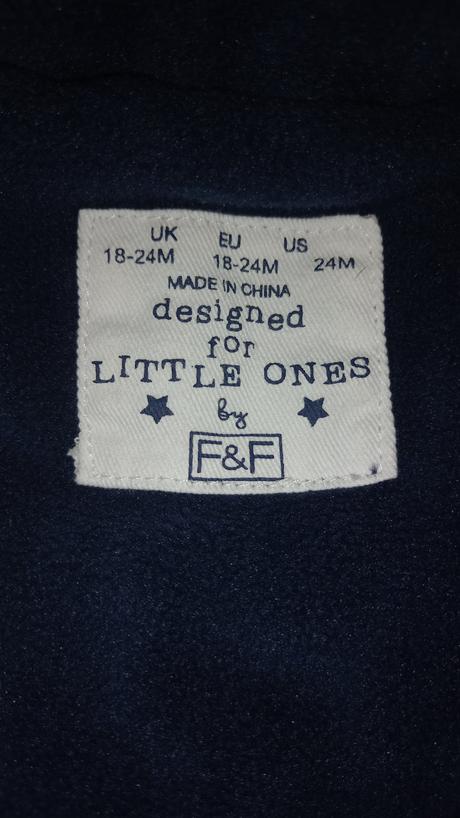 UK EU US
18-24M 18-24M 24M
MADE IN CHINA
designed
for
LITTLE ONES
by
F&F